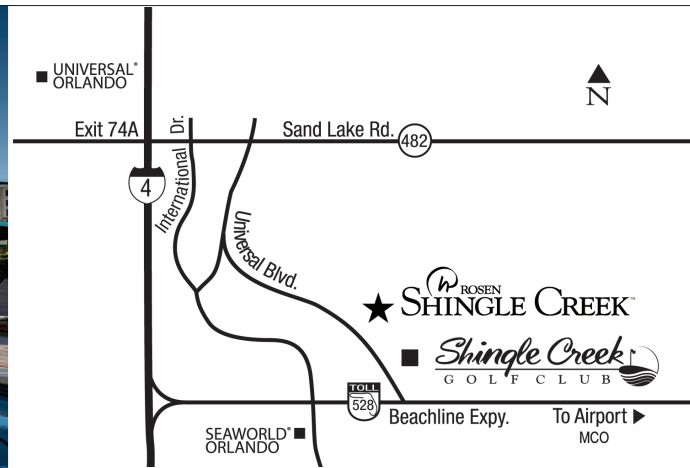 UNIVERSAL®
ORLANDO
N
Exit 74A
International Dr.
Sand Lake Rd.
482
4
Universal Blvd.
ROSEN
SHINGLE CREEK™
Shingle Creek
GOLF CLUB
TOLL
528
Beachline Expy.
To Airport
MCO
SEAWORLD®
ORLANDO